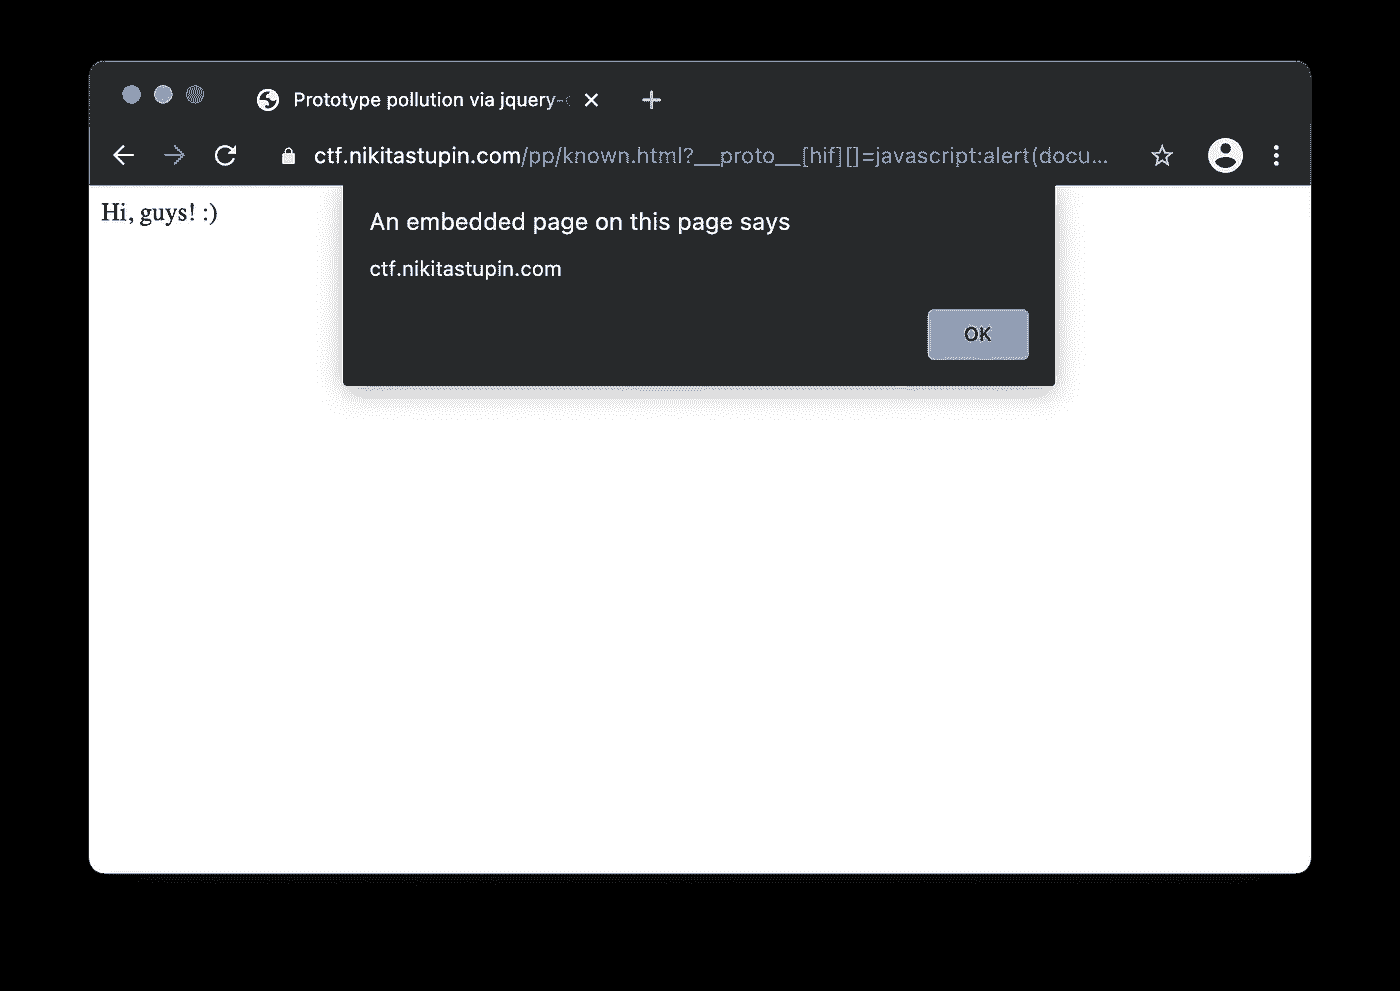 Prototype pollution via jquery-
ctf.nikitastupin.com/pp/known.html?__proto__[hif][]=javascript:alert(docu...
Hi, guys! :)
An embedded page on this page says
ctf.nikitastupin.com
OK